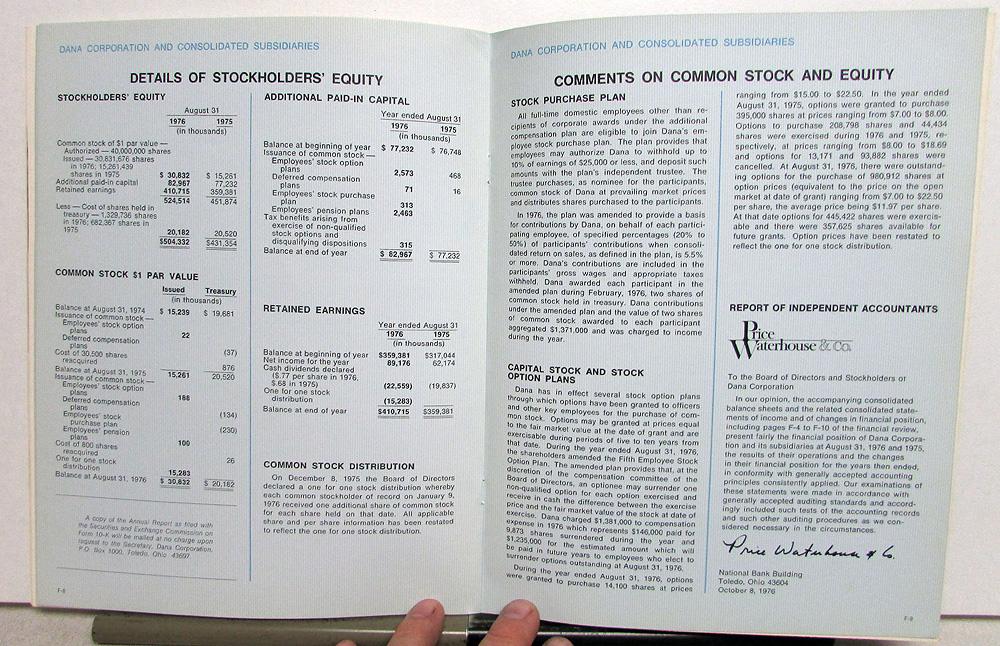 DANA CORPORATION AND CONSOLIDATED SUBSIDIARIES
DETAILS OF STOCKHOLDERS' EQUITY
STOCKHOLDERS' EQUITY
August 31
1976 1975
(in thousands)
Common stock of $1 par value —
Authorized — 40,000,000 shares
Issued — 30,831,676 shares
in 1976; 15,261,439
shares in 1975 $ 30,832 $ 15,261
Additional paid-in capital 82,967 77,232
Retained earnings 410,715 359,381
524,514 451,874
Less — Cost of shares held in
treasury — 1,329,736 shares
in 1976; 682,367 shares in
1975 20,182 20,520
$504,332 $431,354
COMMON STOCK $1 PAR VALUE
Issued Treasury
(in thousands)
Balance at August 31, 1974 $ 15,239 $ 19,681
Issuance of common stock —
Employees' stock option
plans 22
Deferred compensation
plans (37)
Cost of 30,500 shares
reacquired 876
Balance at August 31, 1975 15,261 20,520
Issuance of common stock —
Employees' stock option
plans 188
Deferred compensation
plans (134)
Employees' stock
purchase plan (230)
Employees' pension
plans 100
Cost of 800 shares
reacquired 26
One for one stock
distribution 15,283
Balance at August 31, 1976 $ 30,832 $ 20,182
A copy of the Annual Report as filed with
the Securities and Exchange Commission on
Form 10-K will be mailed at no charge upon
request to the Secretary, Dana Corporation,
P.O. Box 1000, Toledo, Ohio 43697.
F-8
ADDITIONAL PAID-IN CAPITAL
Year ended August 31
1976 1975
(in thousands)
Balance at beginning of year $ 77,232 $ 76,748
Issuance of common stock —
Employees' stock option
plans 2,573 468
Deferred compensation
plans 71 16
Employees' stock purchase
plan 313
Employees' pension plans 2,463
Tax benefits arising from
exercise of non-qualified
stock options and
disqualifying dispositions 315
Balance at end of year $ 82,967 $ 77,232
RETAINED EARNINGS
Year ended August 31
1976 1975
(in thousands)
Balance at beginning of year $359,381 $317,044
Net income for the year 89,176 62,174
Cash dividends declared
($.77 per share in 1976,
$.68 in 1975) (22,559) (19,837)
One for one stock
distribution (15,283)
Balance at end of year $410,715 $359,381
COMMON STOCK DISTRIBUTION
On December 8, 1975 the Board of Directors
declared a one for one stock distribution whereby
each common stockholder of record on January 9,
1976 received one additional share of common stock
for each share held on that date. All applicable
share and per share information has been restated
to reflect the one for one stock distribution.
DANA CORPORATION AND CONSOLIDATED SUBSIDIARIES
COMMENTS ON COMMON STOCK AND EQUITY
STOCK PURCHASE PLAN
All full-time domestic employees other than re-
cipients of corporate awards under the additional
compensation plan are eligible to join Dana's em-
ployee stock purchase plan. The plan provides that
employees may authorize Dana to withhold up to
10% of earnings of $25,000 or less, and deposit such
amounts with the plan's independent trustee. The
trustee purchases, as nominee for the participants,
common stock of Dana at prevailing market prices
and distributes shares purchased to the participants.
In 1976, the plan was amended to provide a basis
for contributions by Dana, on behalf of each partici-
pating employee, of specified percentages (20% to
50%) of participants' contributions when consoli-
dated return on sales, as defined in the plan, is 5.5%
or more. Dana's contributions are included in the
participants' gross wages and appropriate taxes
withheld. Dana awarded each participant in the
amended plan during February, 1976, two shares of
common stock held in treasury. Dana contributions
under the amended plan and the value of two shares
of common stock awarded to each participant
aggregated $1,371,000 and was charged to income
during the year.
CAPITAL STOCK AND STOCK
OPTION PLANS
Dana has in effect several stock option plans
through which options have been granted to officers
and other key employees for the purchase of com-
mon stock. Options may be granted at prices equal
to the fair market value at the date of grant and are
exercisable during periods of five to ten years from
that date. During the year ended August 31, 1976,
the shareholders amended the Fifth Employee Stock
Option Plan. The amended plan provides that, at the
discretion of the compensation committee of the
Board of Directors, an optionee may surrender one
non-qualified option for each option exercised and
receive in cash the difference between the exercise
price and the fair market value of the stock at date of
exercise. Dana charged $1,381,000 to compensation
expense in 1976 which represents $146,000 paid for
9,873 shares surrendered during the year and
$1,235,000 for the estimated amount which will
be paid in future years to employees who elect to
surrender options outstanding at August 31, 1976.
During the year ended August 31, 1976, options
were granted to purchase 14,100 shares at prices
ranging from $15.00 to $22.50. In the year ended
August 31, 1975, options were granted to purchase
395,000 shares at prices ranging from $7.00 to $8.00.
Options to purchase 208,798 shares and 44,434
shares were exercised during 1976 and 1975, re-
spectively, at prices ranging from $8.00 to $18.69
and options for 13,171 and 93,882 shares were
cancelled. At August 31, 1976, there were outstand-
ing options for the purchase of 980,912 shares at
option prices (equivalent to the price on the open
market at date of grant) ranging from $7.00 to $22.50
per share, the average price being $11.97 per share.
At that date options for 445,422 shares were exercis-
able and there were 357,625 shares available for
future grants. Option prices have been restated to
reflect the one for one stock distribution.
REPORT OF INDEPENDENT ACCOUNTANTS
Price
Waterhouse & Co.
To the Board of Directors and Stockholders of
Dana Corporation
In our opinion, the accompanying consolidated
balance sheets and the related consolidated state-
ments of income and of changes in financial position,
including pages F-4 to F-10 of the financial review,
present fairly the financial position of Dana Corpora-
tion and its subsidiaries at August 31, 1976 and 1975,
the results of their operations and the changes
in their financial position for the years then ended,
in conformity with generally accepted accounting
principles consistently applied. Our examinations of
these statements were made in accordance with
generally accepted auditing standards and accord-
ingly included such tests of the accounting records
and such other auditing procedures as we con-
sidered necessary in the circumstances.
Price Waterhouse & Co.
National Bank Building
Toledo, Ohio 43604
October 8, 1976
F-9